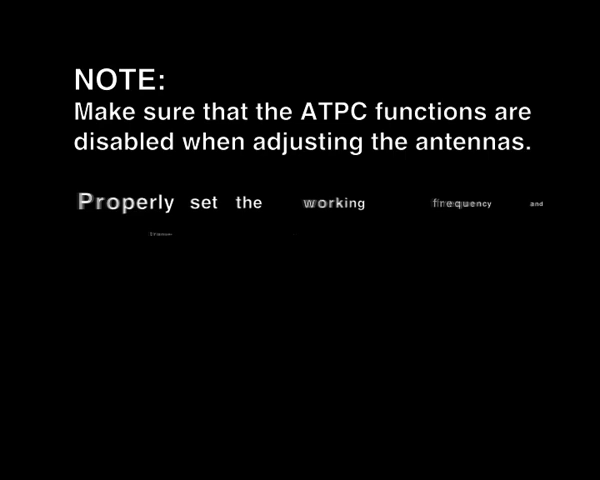 NOTE:
Make sure that the ATPC functions are
disabled when adjusting the antennas.
Properly set the working frequency and